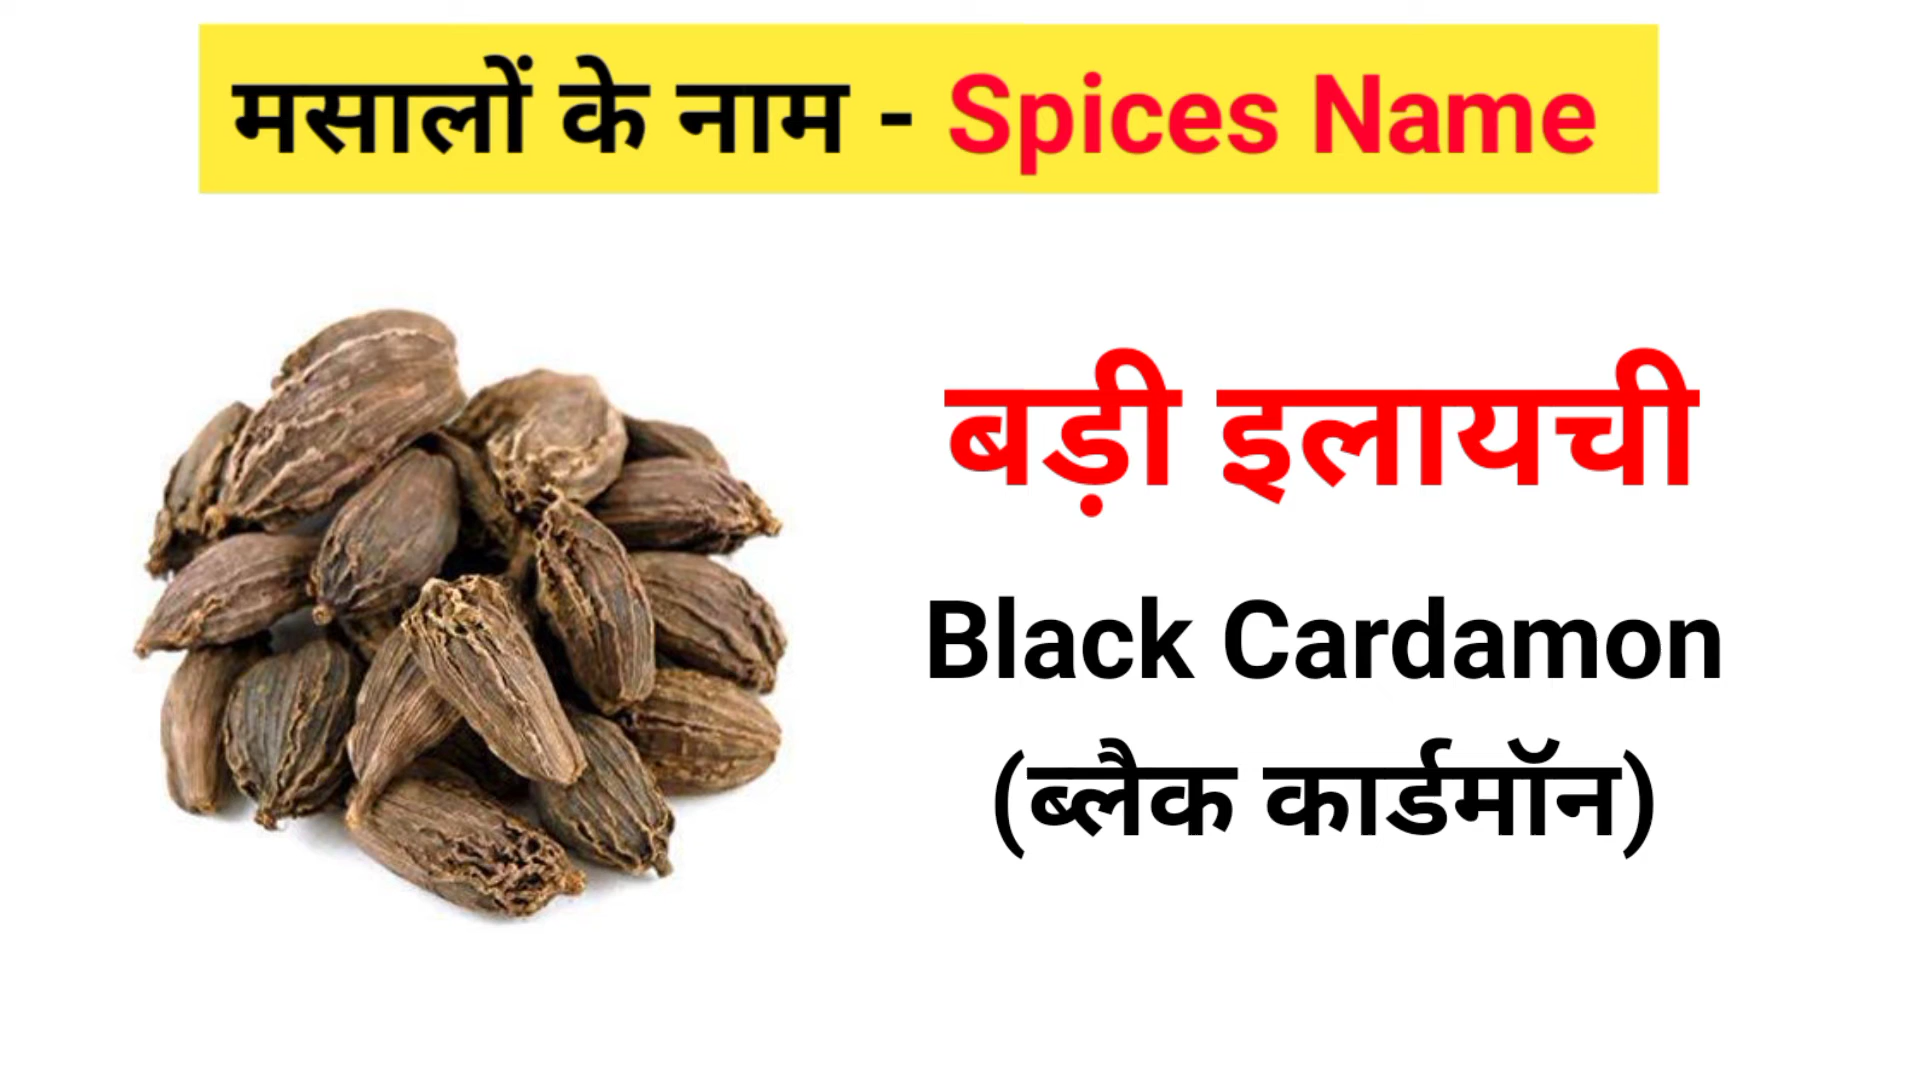 मसालों के नाम - Spices Name
बड़ी इलायची
Black Cardamon
(ब्लैक कार्डमॉन)